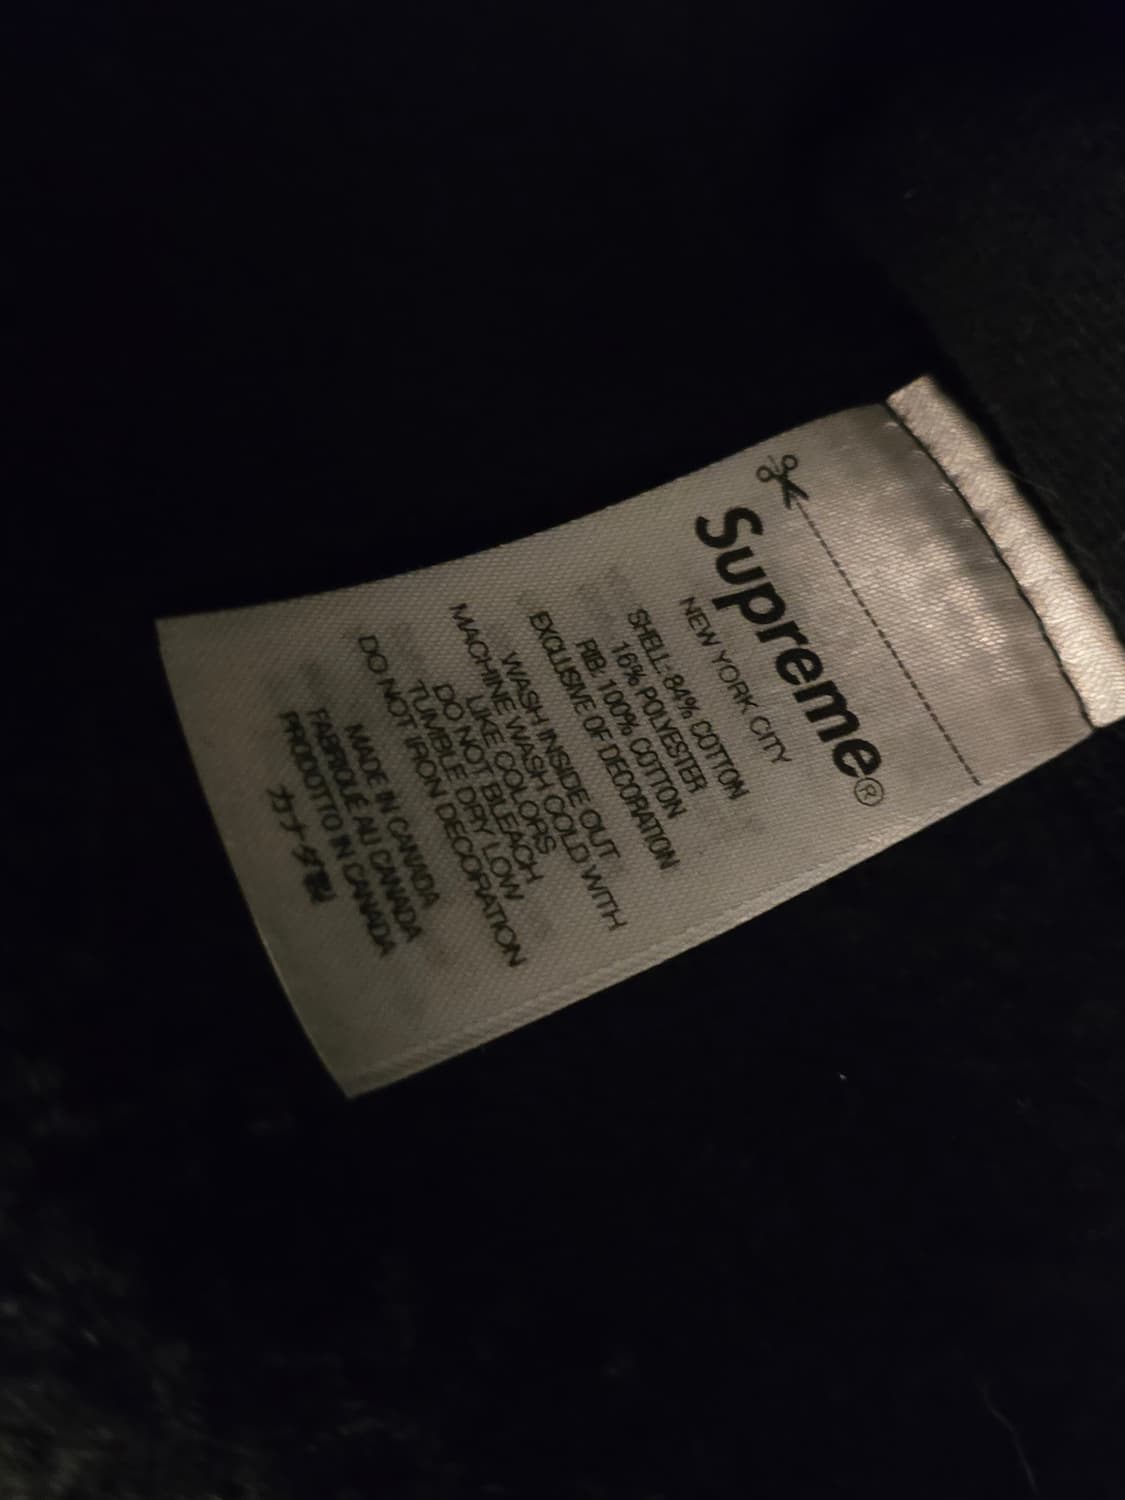 Supreme®
NEW YORK CITY
SHELL: 84% COTTON
16% POLYESTER
RIB: 100% COTTON
EXCLUSIVE OF DECORATION
WASH INSIDE OUT
MACHINE WASH COLD WITH
LIKE COLORS
DO NOT BLEACH
TUMBLE DRY LOW
DO NOT IRON DECORATION
MADE IN CANADA
FABRIQUÉ AU CANADA
PRODOTTO IN CANADA
カナダ製